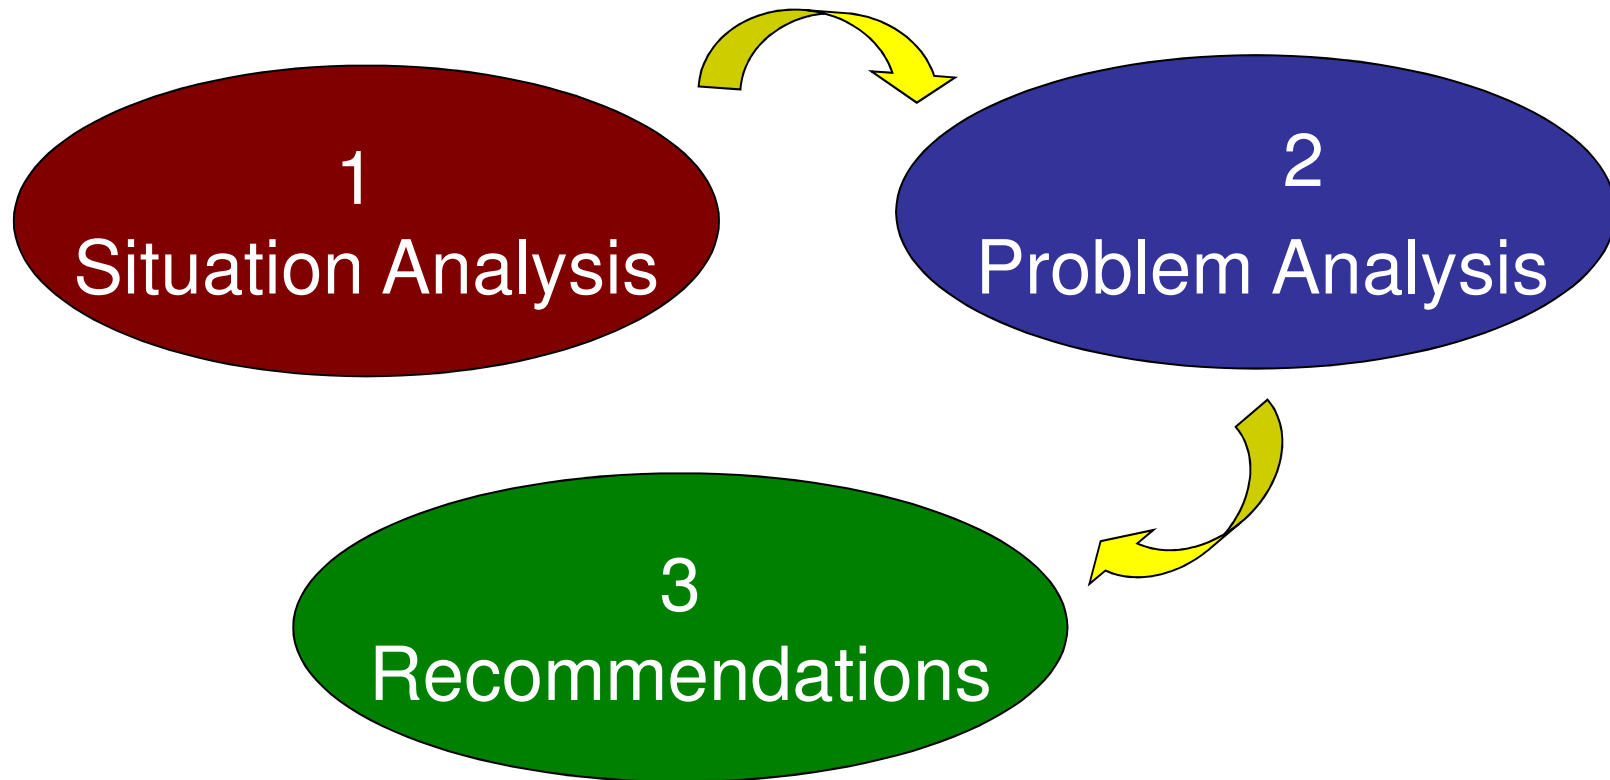 1
Situation Analysis
2
Problem Analysis
3
Recommendations